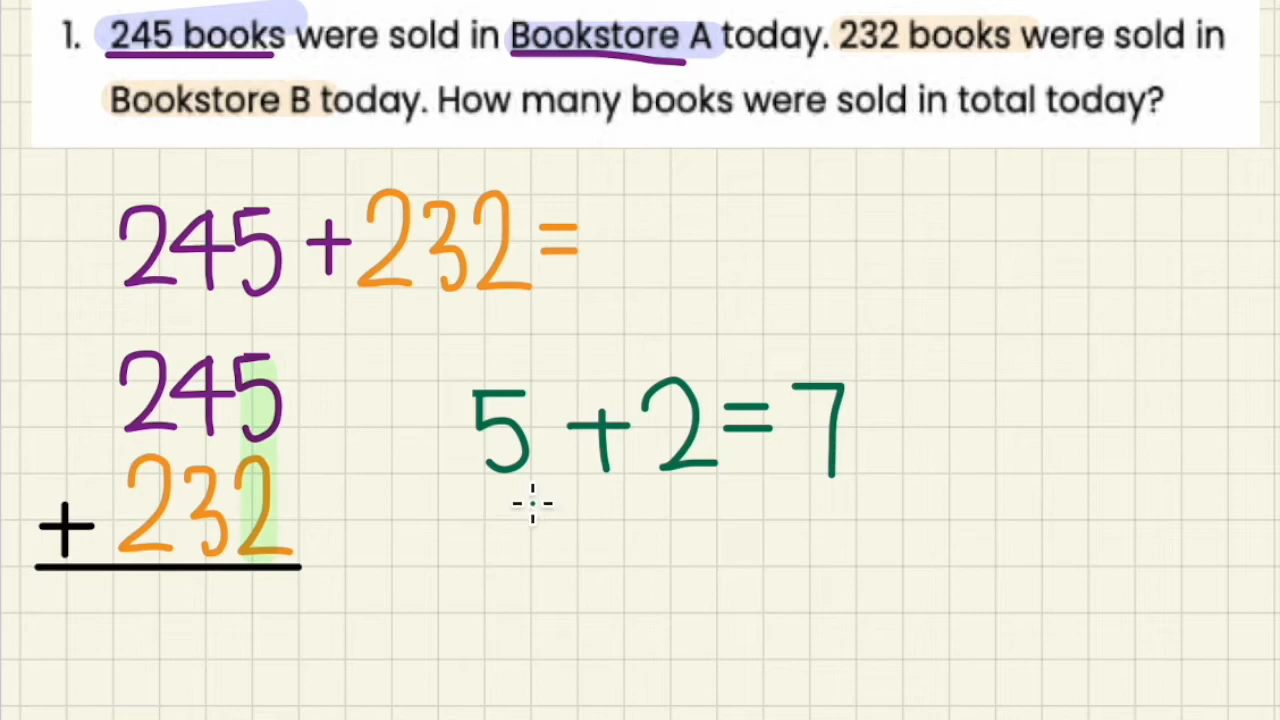 1. 245 books were sold in Bookstore A today. 232 books were sold in
Bookstore B today. How many books were sold in total today?
245 + 232 =
245
+ 232
5 + 2 = 7